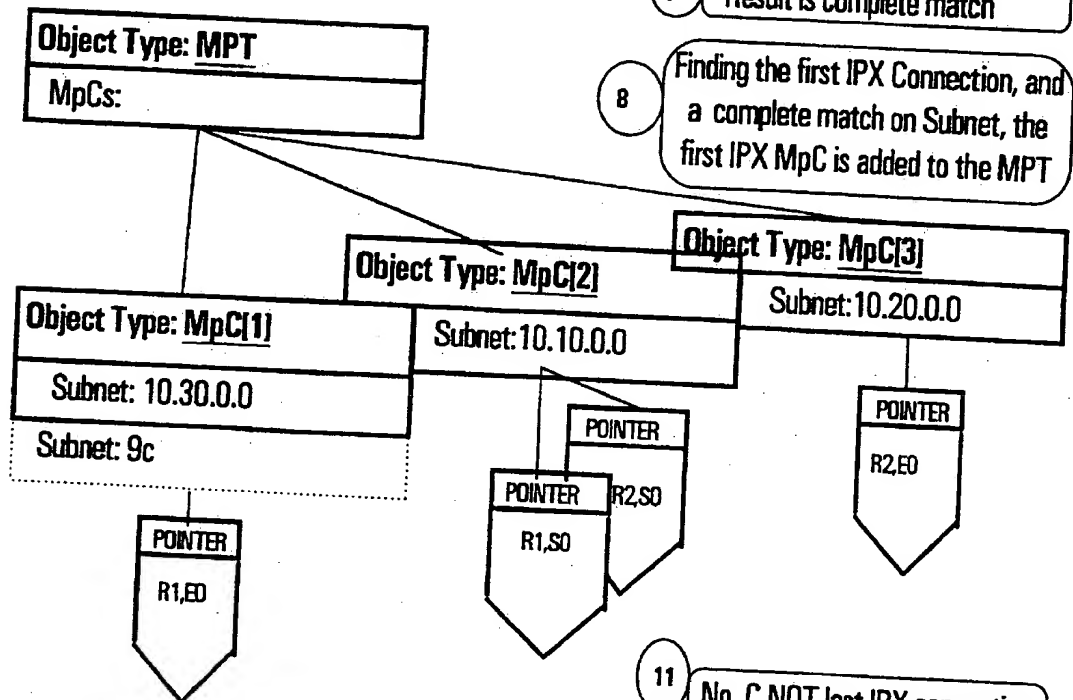 Result is complete match
Object Type: MPT
MpCs:
8
Finding the first IPX Connection, and
a complete match on Subnet, the
first IPX MpC is added to the MPT
Object Type: MpC[3]
Subnet:10.20.0.0
Object Type: MpC[2]
Subnet:10.10.0.0
Object Type: MpC[1]
Subnet: 10.30.0.0
Subnet: 9c
POINTER
R2,E0
POINTER
R2,S0
POINTER
R1,S0
POINTER
R1,E0
11
No, C NOT last IPX